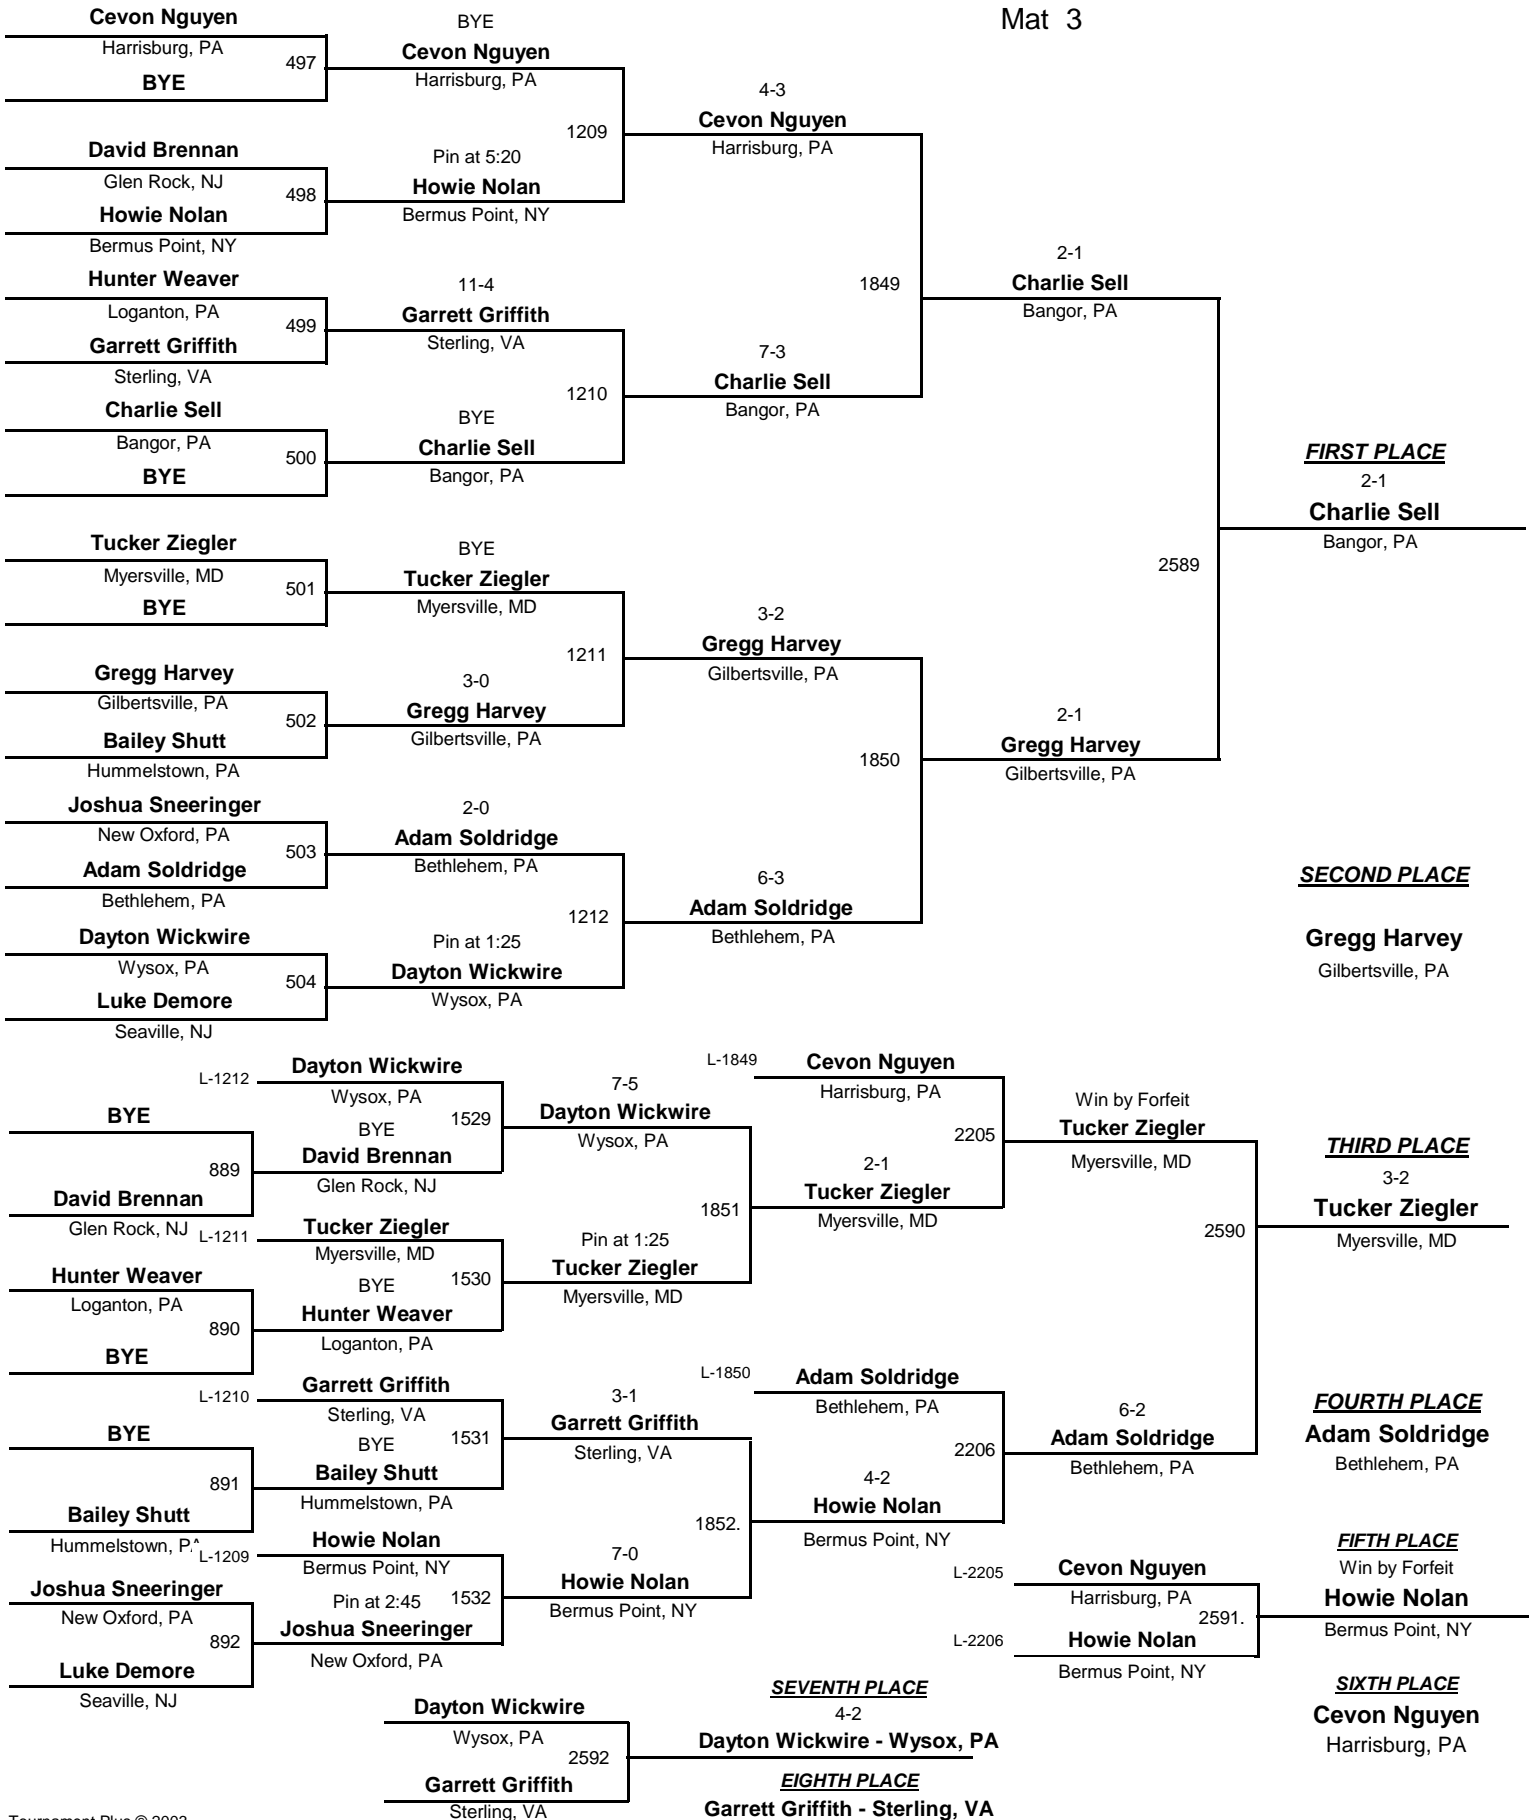 Mat 3
Cevon Nguyen
Harrisburg, PA
497
BYE
David Brennan
Glen Rock, NJ
498
Howie Nolan
Bermus Point, NY
Hunter Weaver
Loganton, PA
499
Garrett Griffith
Sterling, VA
Charlie Sell
Bangor, PA
500
BYE
Tucker Ziegler
Myersville, MD
501
BYE
Gregg Harvey
Gilbertsville, PA
502
Bailey Shutt
Hummelstown, PA
Joshua Sneeringer
New Oxford, PA
503
Adam Soldridge
Bethlehem, PA
Dayton Wickwire
Wysox, PA
504
Luke Demore
Seaville, NJ
BYE
Cevon Nguyen
Harrisburg, PA
1209
Pin at 5:20
Howie Nolan
Bermus Point, NY
11-4
Garrett Griffith
Sterling, VA
1210
BYE
Charlie Sell
Bangor, PA
BYE
Tucker Ziegler
Myersville, MD
1211
3-0
Gregg Harvey
Gilbertsville, PA
2-0
Adam Soldridge
Bethlehem, PA
1212
Pin at 1:25
Dayton Wickwire
Wysox, PA
4-3
Cevon Nguyen
Harrisburg, PA
1849
7-3
Charlie Sell
Bangor, PA
3-2
Gregg Harvey
Gilbertsville, PA
1850
6-3
Adam Soldridge
Bethlehem, PA
2-1
Charlie Sell
Bangor, PA
2589
2-1
Gregg Harvey
Gilbertsville, PA
FIRST PLACE
2-1
Charlie Sell
Bangor, PA
SECOND PLACE
Gregg Harvey
Gilbertsville, PA
BYE
889
David Brennan
Glen Rock, NJ
Hunter Weaver
Loganton, PA
890
BYE
BYE
891
Bailey Shutt
Hummelstown,
Joshua Sneeringer
New Oxford, PA
892
Luke Demore
Seaville, NJ
L-1212
Dayton Wickwire
Wysox, PA
1529
BYE
David Brennan
Glen Rock, NJ
L-1211
Tucker Ziegler
Myersville, MD
1530
BYE
Hunter Weaver
Loganton, PA
L-1210
Garrett Griffith
Sterling, VA
1531
BYE
Bailey Shutt
Hummelstown, PA
L-1209
Howie Nolan
Bermus Point, NY
1532
Pin at 2:45
Joshua Sneeringer
New Oxford, PA
7-5
Dayton Wickwire
Wysox, PA
1851
Pin at 1:25
Tucker Ziegler
Myersville, MD
3-1
Garrett Griffith
Sterling, VA
1852.
7-0
Howie Nolan
Bermus Point, NY
L-1849
Cevon Nguyen
Harrisburg, PA
2205
2-1
Tucker Ziegler
Myersville, MD
L-1850
Adam Soldridge
Bethlehem, PA
2206
4-2
Howie Nolan
Bermus Point, NY
Win by Forfeit
Tucker Ziegler
Myersville, MD
2590
6-2
Adam Soldridge
Bethlehem, PA
THIRD PLACE
3-2
Tucker Ziegler
Myersville, MD
FOURTH PLACE
Adam Soldridge
Bethlehem, PA
L-2205
Cevon Nguyen
Harrisburg, PA
2591.
L-2206
Howie Nolan
Bermus Point, NY
FIFTH PLACE
Win by Forfeit
Howie Nolan
Bermus Point, NY
SIXTH PLACE
Cevon Nguyen
Harrisburg, PA
Dayton Wickwire
Wysox, PA
2592
Garrett Griffith
Sterling, VA
SEVENTH PLACE
4-2
Dayton Wickwire - Wysox, PA
EIGHTH PLACE
Garrett Griffith - Sterling, VA